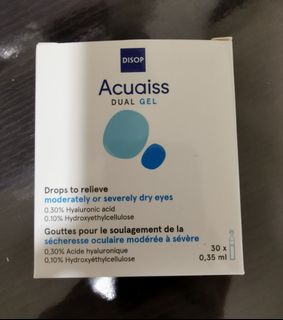 DISOP
Acuaiss
DUAL GEL
Drops to relieve
moderately or severely dry eyes
0.30% Hyaluronic acid
0.10% Hydroxyethylcellulose
Gouttes pour le soulagement de la
sécheresse oculaire modérée à sévère
0,30% Acide hyaluronique
0,10% Hydroxyéthylcellulose
30 x
0,35 ml